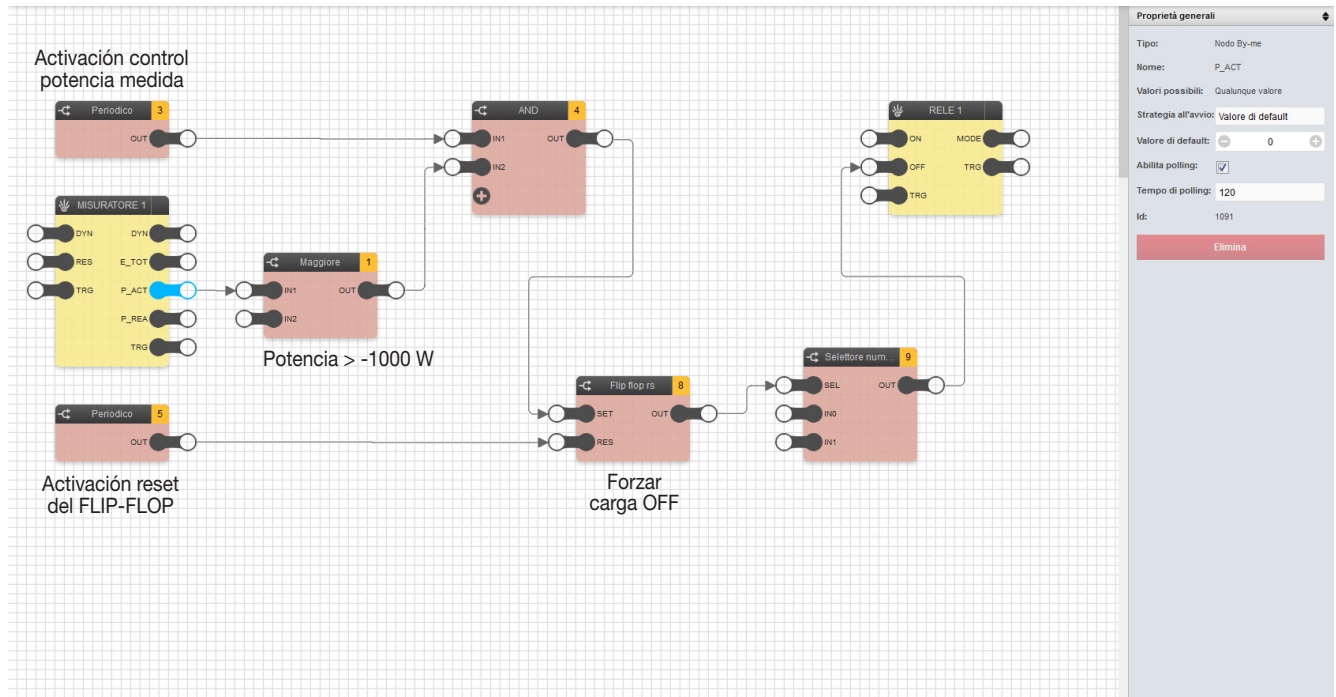 Activación control
potencia medida
Periodico 3
OUT
MISURATORE 1
DYN DYN
RES E_TOT
TRG P_ACT
P_REA
TRG
Maggiore 1
IN1 OUT
IN2
Potencia > -1000 W
Periodico 5
OUT
Activación reset
del FLIP-FLOP
AND 4
IN1 OUT
IN2
Flip flop rs 8
SET OUT
RES
Forzar
carga OFF
Selettore num... 9
SEL OUT
IN0
IN1
RELE 1
ON MODE
OFF TRG
TRG
Proprietà generali
Tipo: Nodo By-me
Nome: P_ACT
Valori possibili: Qualunque valore
Strategia all'avvio: Valore di default
Valore di default: 0
Abilita polling:
Tempo di polling: 120
Id: 1091
Elimina